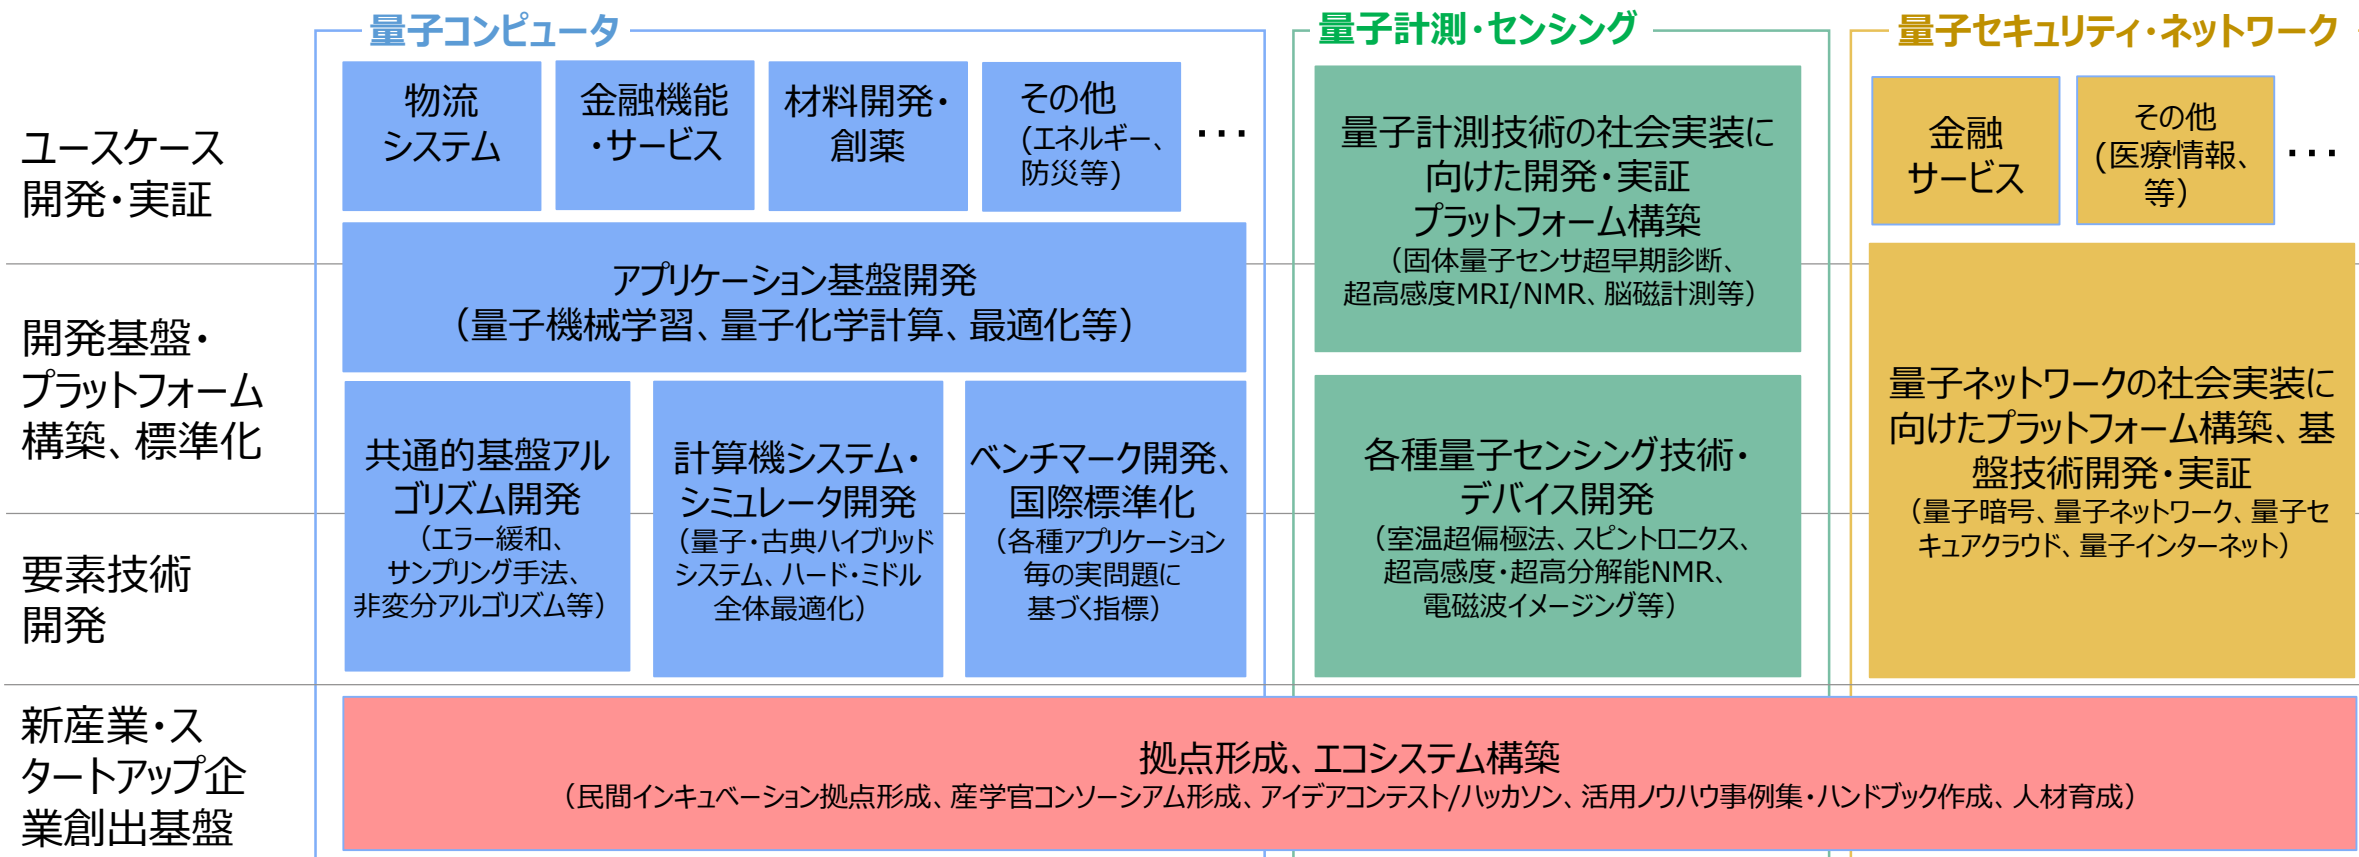 量子コンピュータ
量子計測・センシング
量子セキュリティ・ネットワーク
ユースケース
開発・実証
物流
システム
金融機能
・サービス
材料開発・
創薬
その他
(エネルギー、
防災等)
…
量子計測技術の社会実装に
向けた開発・実証
プラットフォーム構築
（固体量子センサ超早期診断、
超高感度MRI/NMR、脳磁計測等）
金融
サービス
その他
(医療情報、
等）
…
アプリケーション基盤開発
（量子機械学習、量子化学計算、最適化等）
開発基盤・
プラットフォーム
構築、標準化
共通的基盤アル
ゴリズム開発
（エラー緩和、
サンプリング手法、
非変分アルゴリズム等）
計算機システム・
シミュレータ開発
（量子・古典ハイブリッド
システム、ハード・ミドル
全体最適化）
ベンチマーク開発、
国際標準化
（各種アプリケーション
毎の実問題に
基づく指標）
各種量子センシング技術・
デバイス開発
（室温超偏極法、スピントロニクス、
超高感度・超高分解能NMR、
電磁波イメージング等）
量子ネットワークの社会実装に
向けたプラットフォーム構築、基
盤技術開発・実証
（量子暗号、量子ネットワーク、量子セ
キュアクラウド、量子インターネット）
要素技術
開発
新産業・ス
タートアップ企
業創出基盤
拠点形成、エコシステム構築
（民間インキュベーション拠点形成、産学官コンソーシアム形成、アイデアコンテスト/ハッカソン、活用ノウハウ事例集・ハンドブック作成、人材育成）